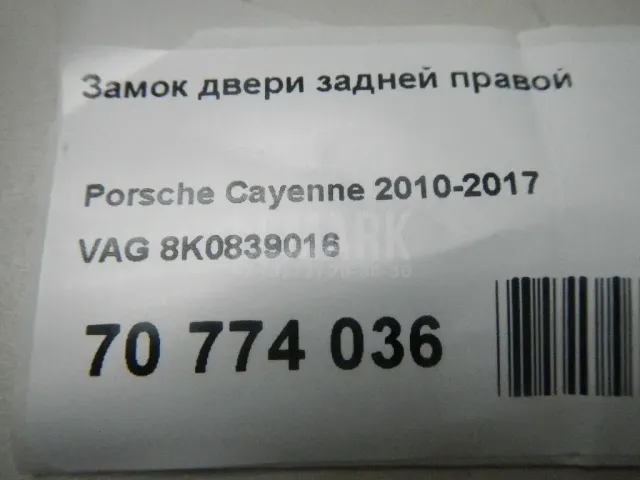 Замок двери задней правой
Porsche Cayenne 2010-2017
VAG 8K0839016
70 774 036